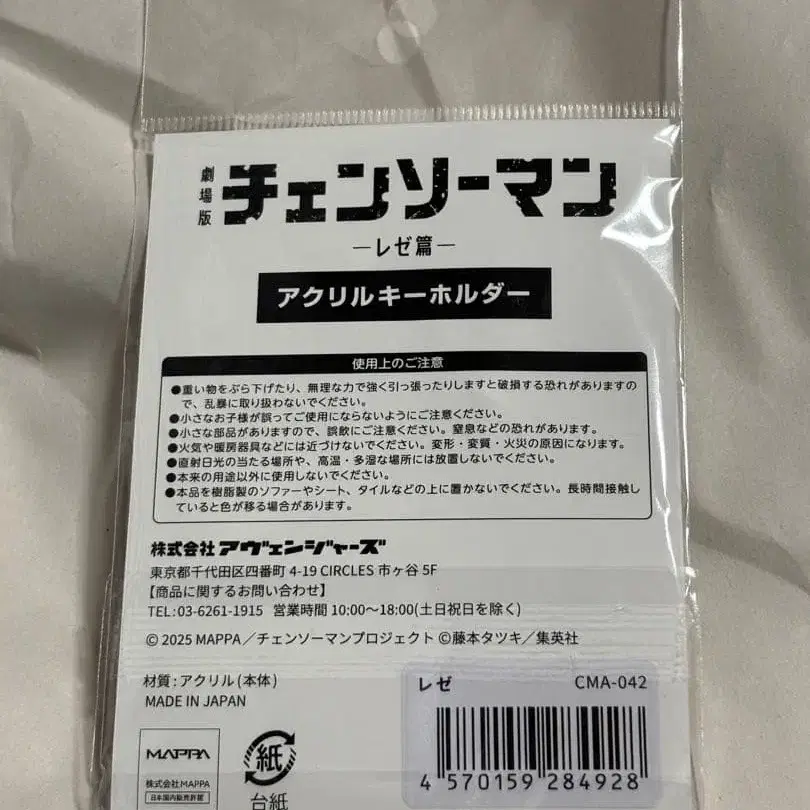 劇場版 チェンソーマン
―レゼ篇―
アクリルキーホルダー
使用上のご注意
●重い物をぶら下げたり、無理な力で強く引っ張ったりしますと破損する恐れがありますの
で、乱暴に取り扱わないでください。
●小さなお子様が誤ってご使用にならないようにご注意ください。
●小さな部品がありますので、誤飲にご注意ください。窒息などの恐れがあります。
●火気や暖房器具などには近づけないでください。変形・変質・火災の原因になります。
●直射日光の当たる場所や、高温・多湿な場所には放置しないでください。
●本来の用途以外に使用しないでください。
●本品を樹脂製のソファーやシート、タイルなどの上に置かないでください。長時間接触し
ていると色が移る場合があります。
株式会社 アヴェンジャーズ
東京都千代田区四番町 4-19 CIRCLES 市ヶ谷 5F
【商品に関するお問い合わせ】
TEL:03-6261-1915 営業時間 10:00〜18:00(土日祝日を除く)
© 2025 MAPPA/チェンソーマンプロジェクト ©藤本タツキ/集英社
材質:アクリル(本体)
MADE IN JAPAN
レゼ CMA-042
4 570159 284928
MAPPA
株式会社MAPPA
日本国内販売許諾
紙
台紙